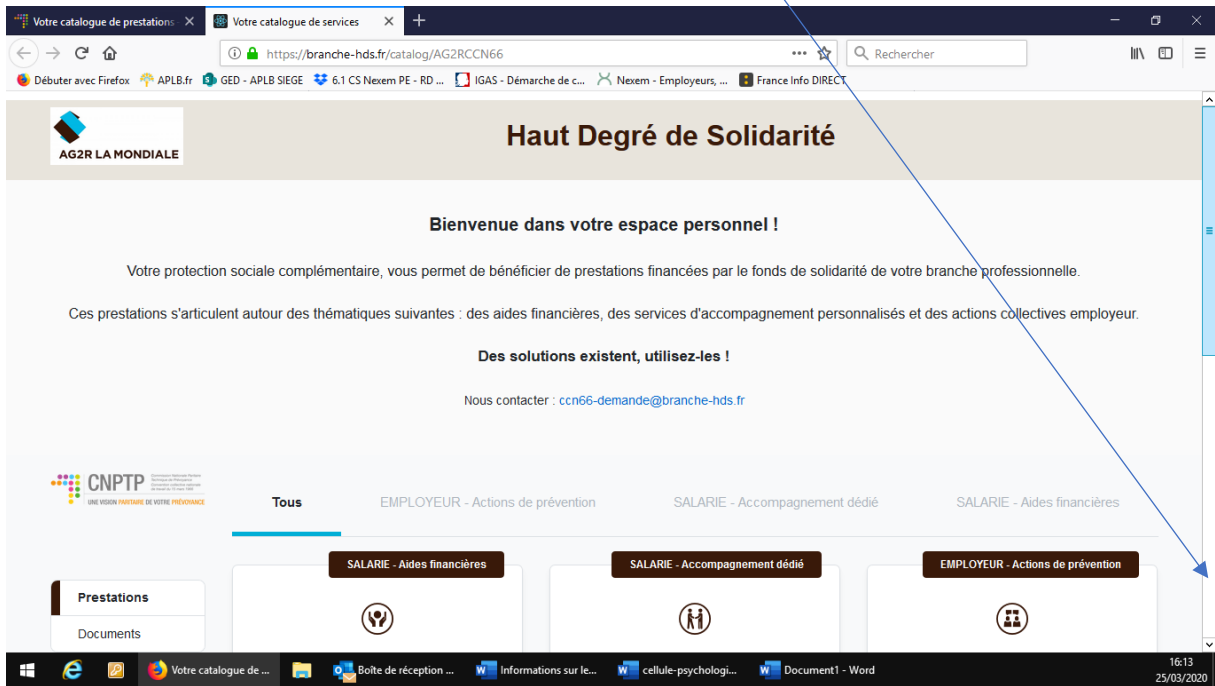 Votre catalogue de prestations
Votre catalogue de services
https://branche-hds.fr/catalog/AG2RCCN66
Rechercher
Débuter avec Firefox APLB.fr GED - APLB SIEGE 6.1 CS Nexem PE - RD ... IGAS - Démarche de c... Nexem - Employeurs, ... France Info DIRECT
AG2R LA MONDIALE
Haut Degré de Solidarité
Bienvenue dans votre espace personnel !
Votre protection sociale complémentaire, vous permet de bénéficier de prestations financées par le fonds de solidarité de votre branche professionnelle.
Ces prestations s'articulent autour des thématiques suivantes : des aides financières, des services d'accompagnement personnalisés et des actions collectives employeur.
Des solutions existent, utilisez-les !
Nous contacter : ccn66-demande@branche-hds.fr
CNPTP
UNE VISION PARITAIRE DE VOTRE PRÉVOYANCE
Tous EMPLOYEUR - Actions de prévention SALARIE - Accompagnement dédié SALARIE - Aides financières
SALARIE - Aides financières SALARIE - Accompagnement dédié EMPLOYEUR - Actions de prévention
Prestations
Documents
Votre catalogue de ... Boîte de réception ... Informations sur le... cellule-psychologi... Document1 - Word
16:13
25/03/2020